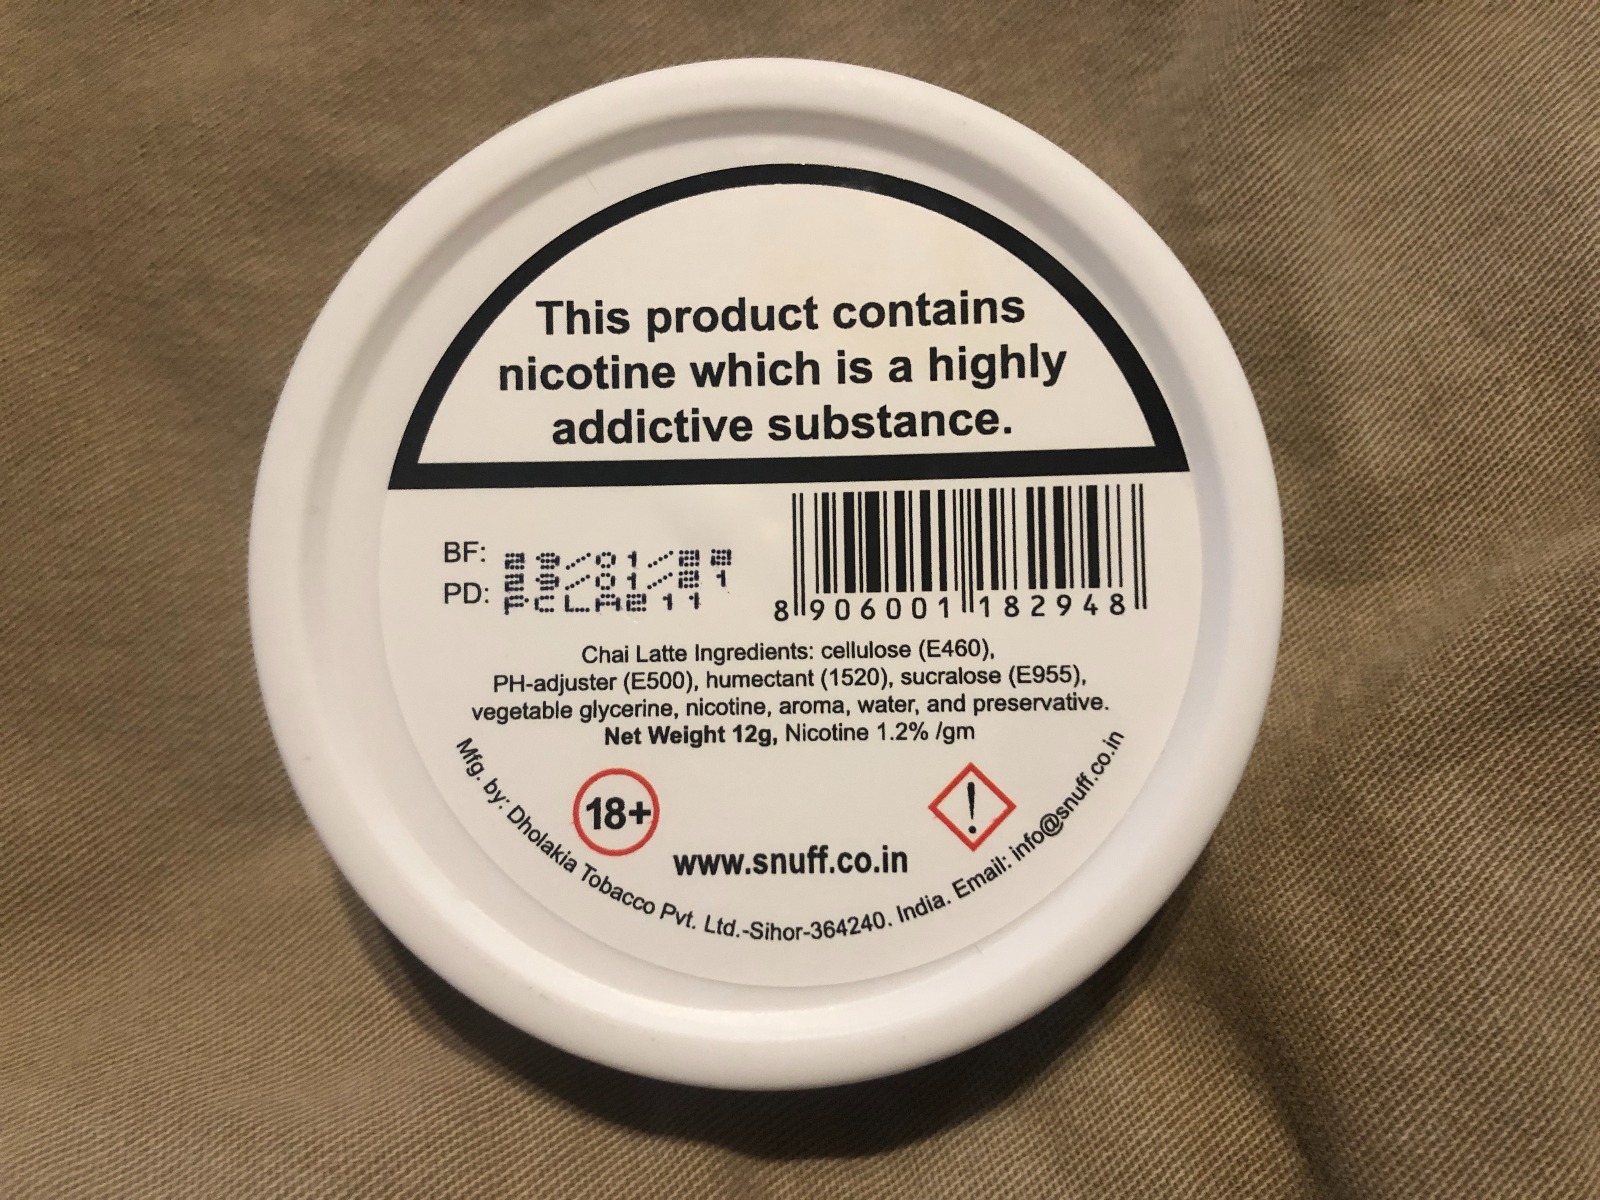 This product contains
nicotine which is a highly
addictive substance.
BF: 29/01/
PD: 29/01/21
PCLA211
8 906001 182948
Chai Latte Ingredients: cellulose (E460),
PH-adjuster (E500), humectant (1520), sucralose (E955),
vegetable glycerine, nicotine, aroma, water, and preservative.
Net Weight 12g, Nicotine 1.2% /gm
18+
!
www.snuff.co.in
Mfg. by: Dholakia Tobacco Pvt. Ltd.-Sihor-364240. India. Email: info@snuff.co.in